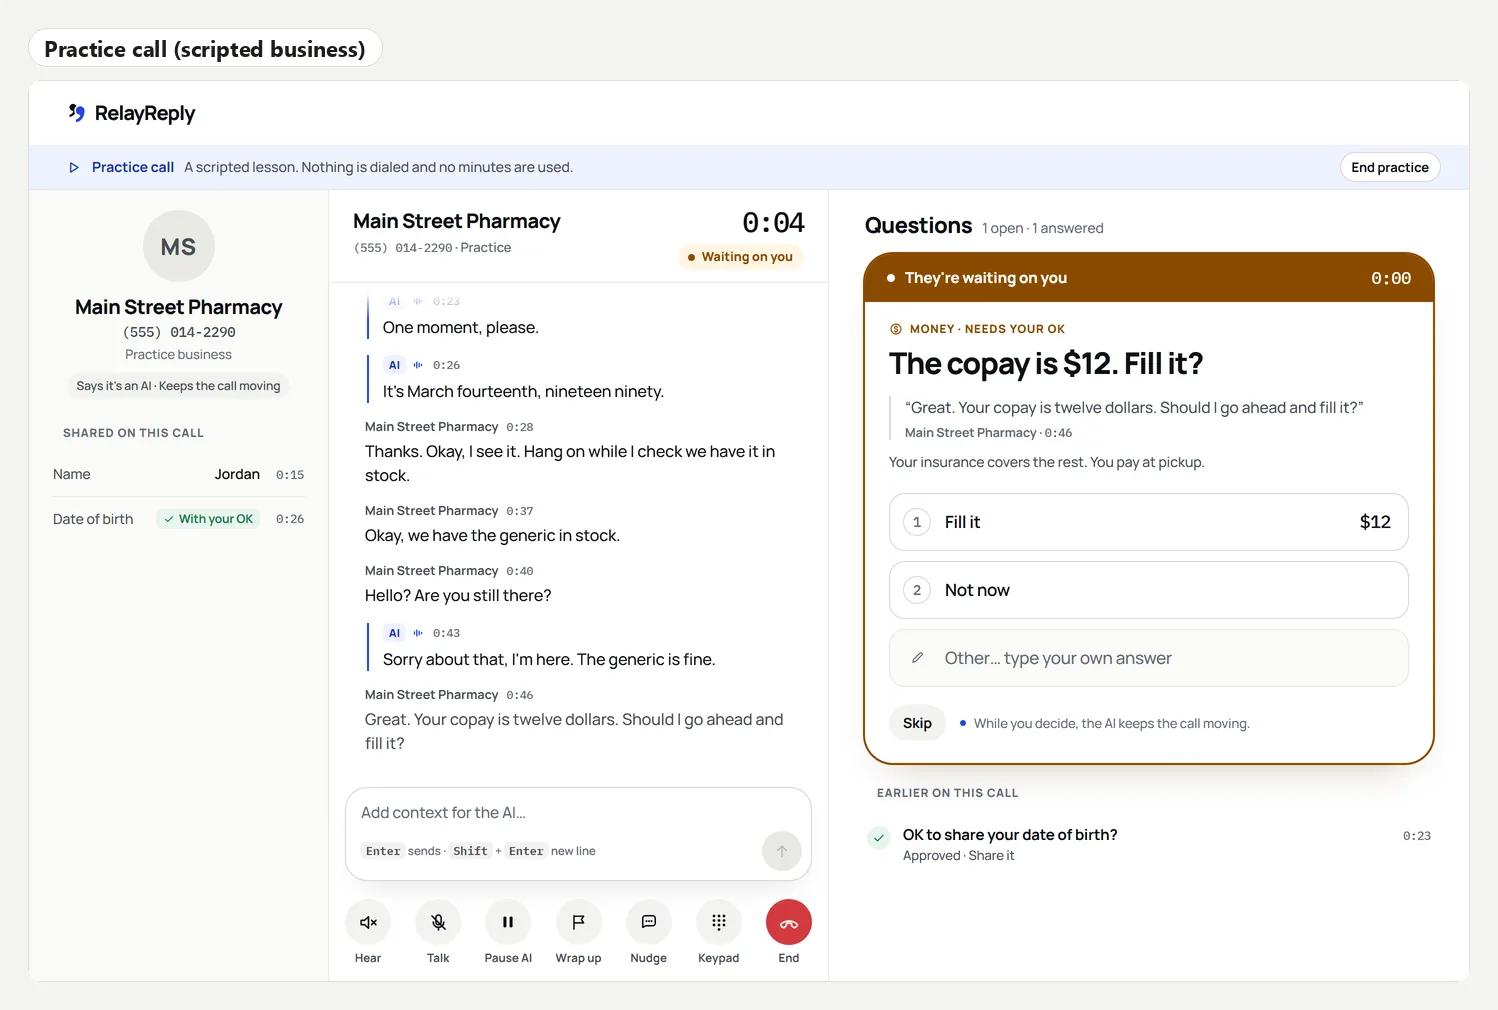 Practice call (scripted business)
RelayReply
Practice call A scripted lesson. Nothing is dialed and no minutes are used.
End practice
MS
Main Street Pharmacy
(555) 014-2290
Practice business
Says it's an AI · Keeps the call moving
SHARED ON THIS CALL
Name Jordan 0:15
Date of birth With your OK 0:26
Main Street Pharmacy
(555) 014-2290 · Practice
0:04
Waiting on you
AI 0:23
One moment, please.
AI 0:26
It's March fourteenth, nineteen ninety.
Main Street Pharmacy 0:28
Thanks. Okay, I see it. Hang on while I check we have it in
stock.
Main Street Pharmacy 0:37
Okay, we have the generic in stock.
Main Street Pharmacy 0:40
Hello? Are you still there?
AI 0:43
Sorry about that, I'm here. The generic is fine.
Main Street Pharmacy 0:46
Great. Your copay is twelve dollars. Should I go ahead and
fill it?
Add context for the AI…
Enter sends · Shift + Enter new line
Hear
Talk
Pause AI
Wrap up
Nudge
Keypad
End
Questions 1 open · 1 answered
They're waiting on you 0:00
MONEY · NEEDS YOUR OK
The copay is $12. Fill it?
“Great. Your copay is twelve dollars. Should I go ahead and fill it?”
Main Street Pharmacy · 0:46
Your insurance covers the rest. You pay at pickup.
1 Fill it $12
2 Not now
Other… type your own answer
Skip While you decide, the AI keeps the call moving.
EARLIER ON THIS CALL
OK to share your date of birth? 0:23
Approved · Share it